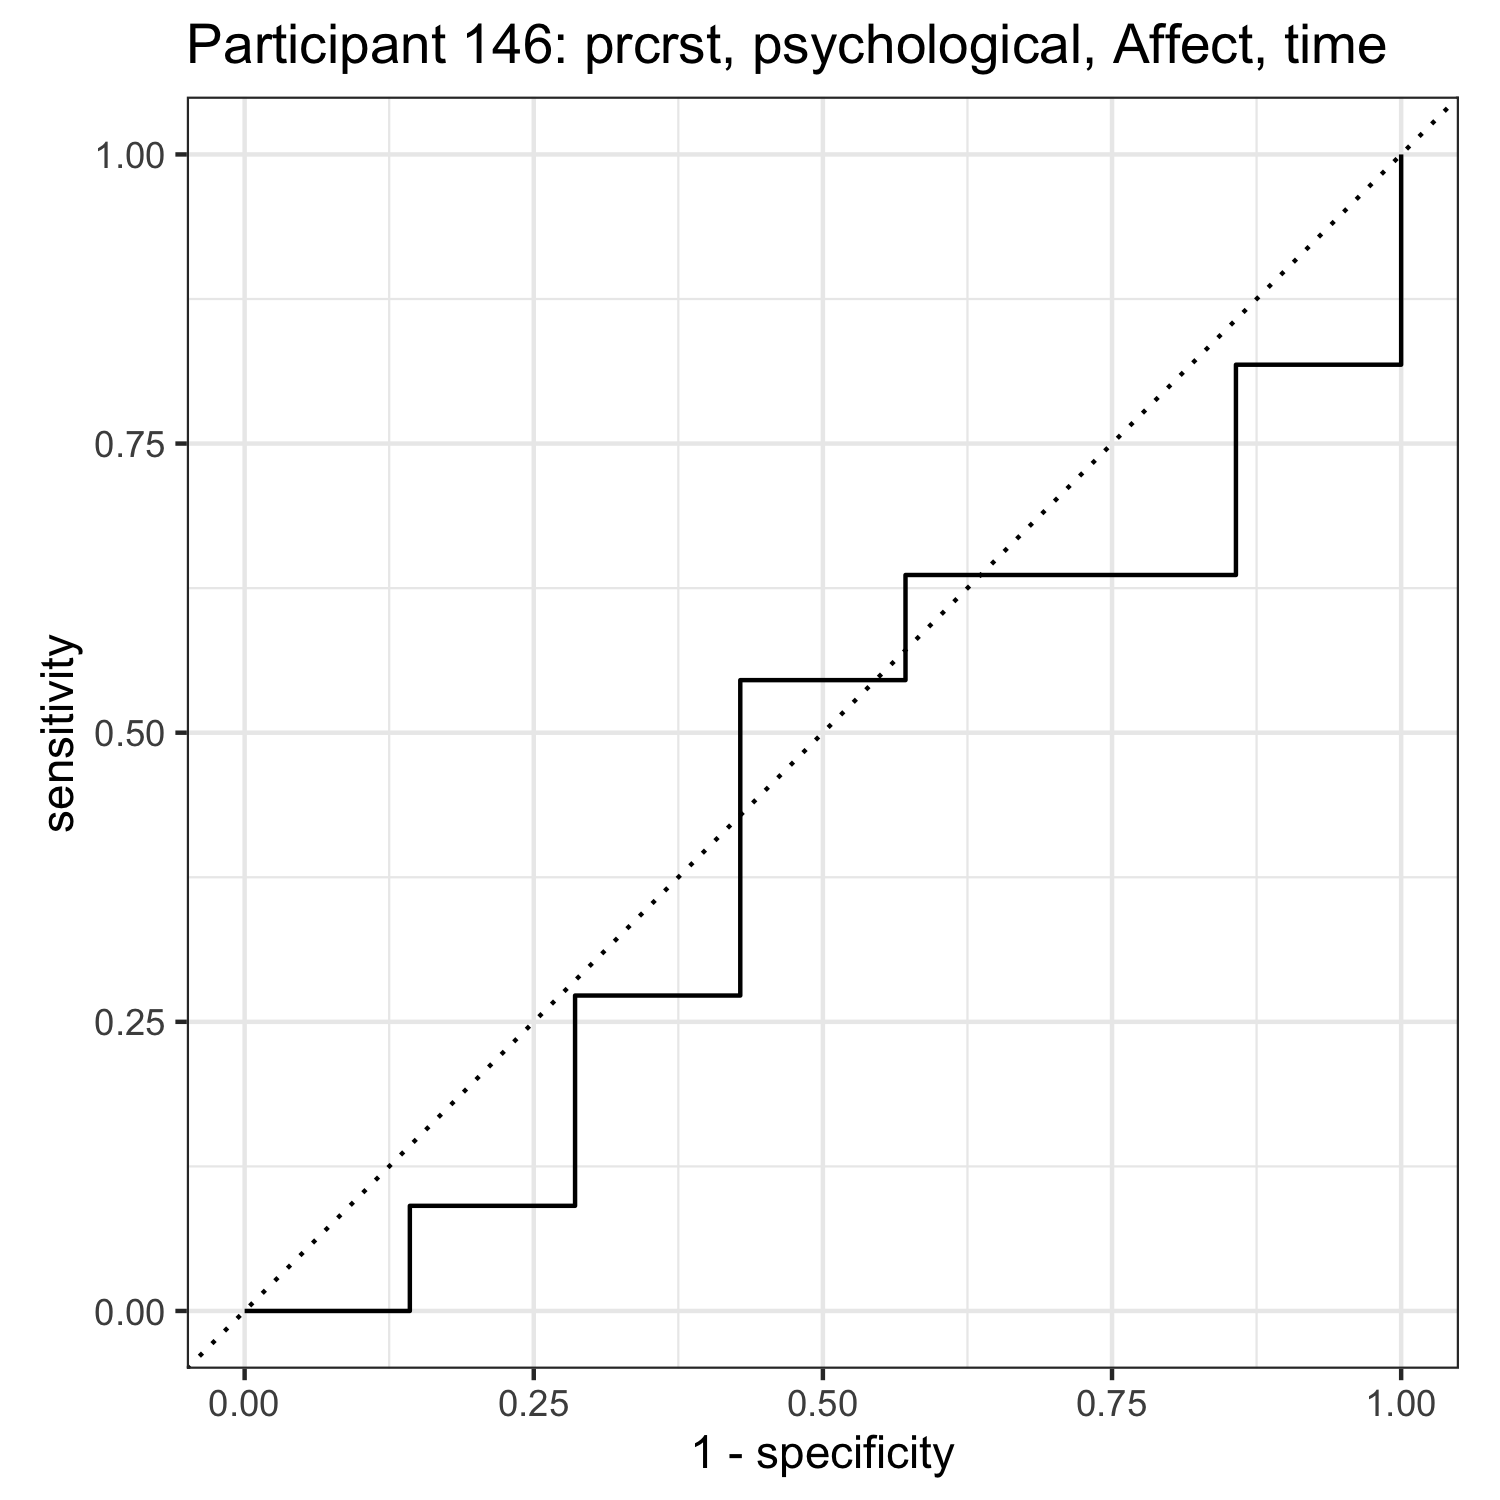 Participant 146: prcrst, psychological, Affect, time
1.00
0.75
0.50
0.25
0.00
sensitivity
0.00 0.25 0.50 0.75 1.00
1 - specificity